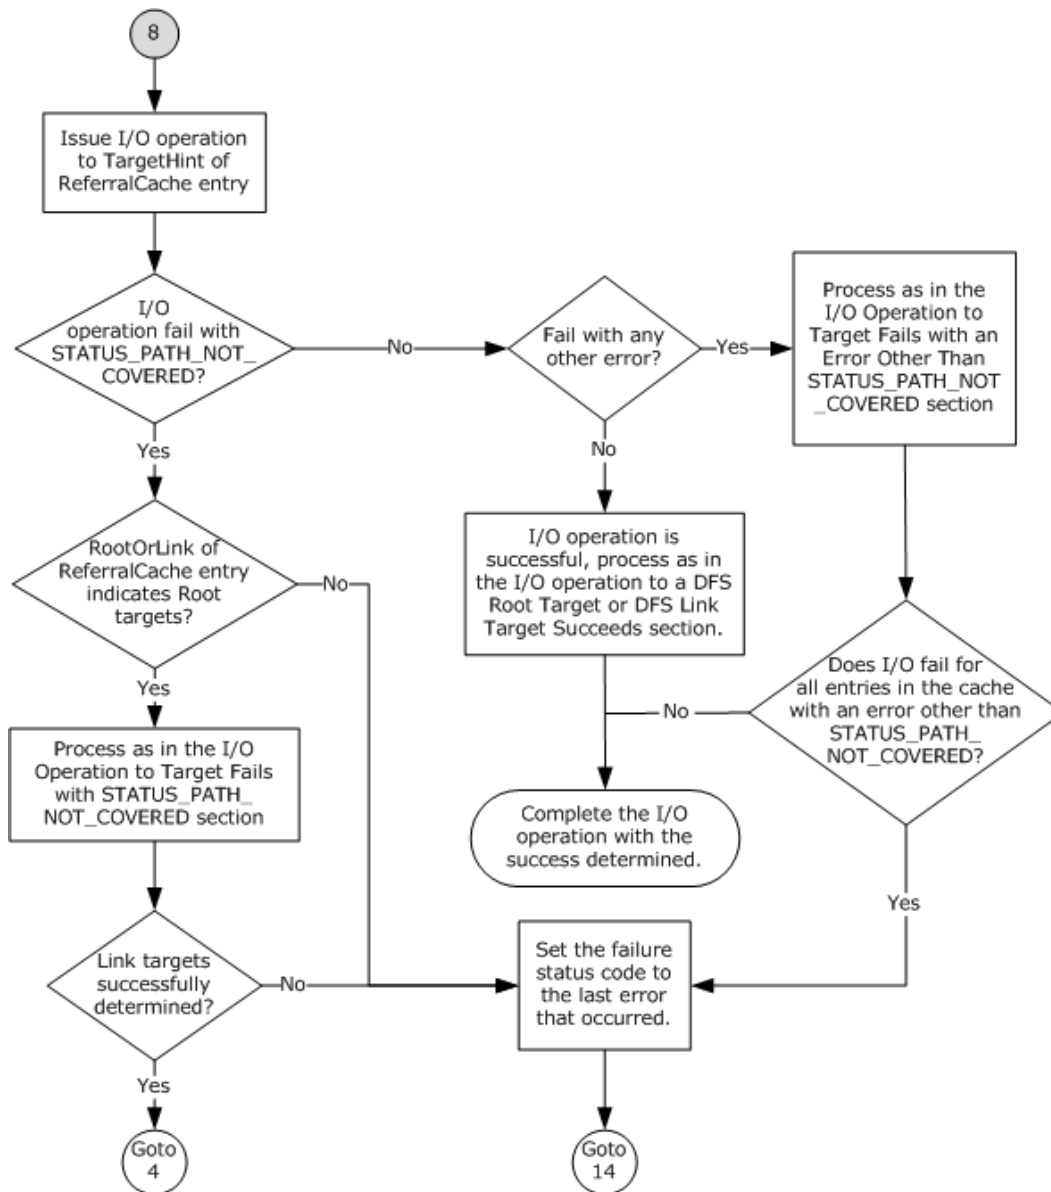 8
Issue I/O operation
to TargetHint of
ReferralCache entry
I/O
operation fail with
STATUS_PATH_NOT_
COVERED?
No
Fail with any
other error?
Yes
Process as in the
I/O Operation to
Target Fails with an
Error Other Than
STATUS_PATH_NOT
_COVERED section
Yes
No
RootOrLink of
ReferralCache entry
indicates Root
targets?
No
I/O operation is
successful, process as in
the I/O operation to a DFS
Root Target or DFS Link
Target Succeeds section.
Does I/O fail for
all entries in the cache
with an error other than
STATUS_PATH_
NOT_COVERED?
No
Yes
Process as in the I/O
Operation to Target Fails
with STATUS_PATH_
NOT_COVERED section
Complete the I/O
operation with the
success determined.
Yes
Link targets
successfully
determined?
No
Set the failure
status code to
the last error
that occurred.
Yes
Goto
4
Goto
14